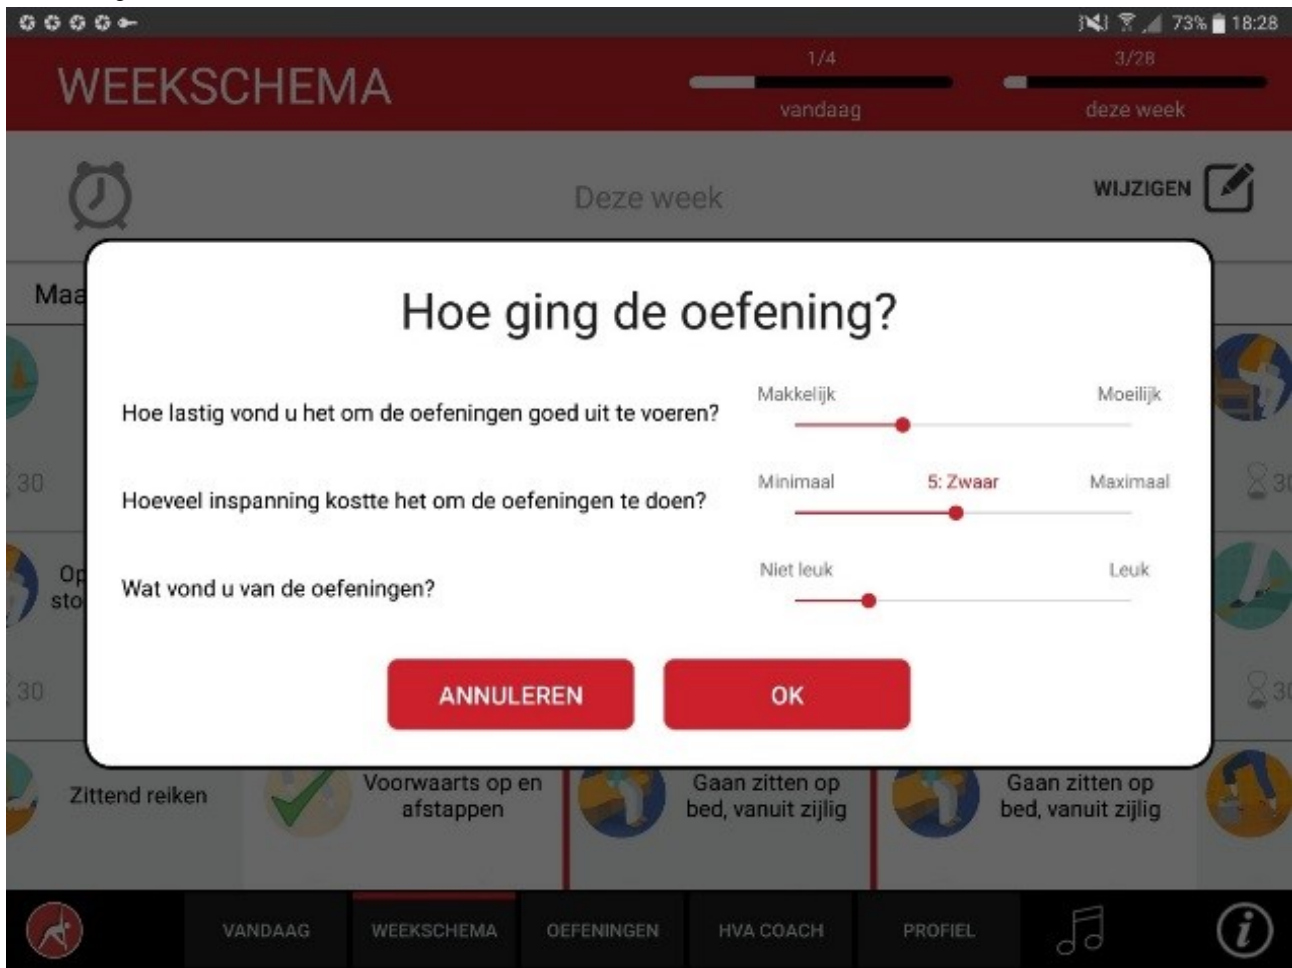 73% 18:28
WEEKSCHEMA
1/4
vandaag
3/28
deze week
Deze week
WIJZIGEN
Maa
Hoe ging de oefening?
Hoe lastig vond u het om de oefeningen goed uit te voeren?
Makkelijk Moeilijk
Hoeveel inspanning kostte het om de oefeningen te doen?
Minimaal 5: Zwaar Maximaal
Wat vond u van de oefeningen?
Niet leuk Leuk
30
30
Op
sto
30
30
ANNULEREN OK
Zittend reiken
Voorwaarts op en
afstappen
Gaan zitten op
bed, vanuit zijlig
Gaan zitten op
bed, vanuit zijlig
VANDAAG WEEKSCHEMA OEFENINGEN HVA COACH PROFIEL
i